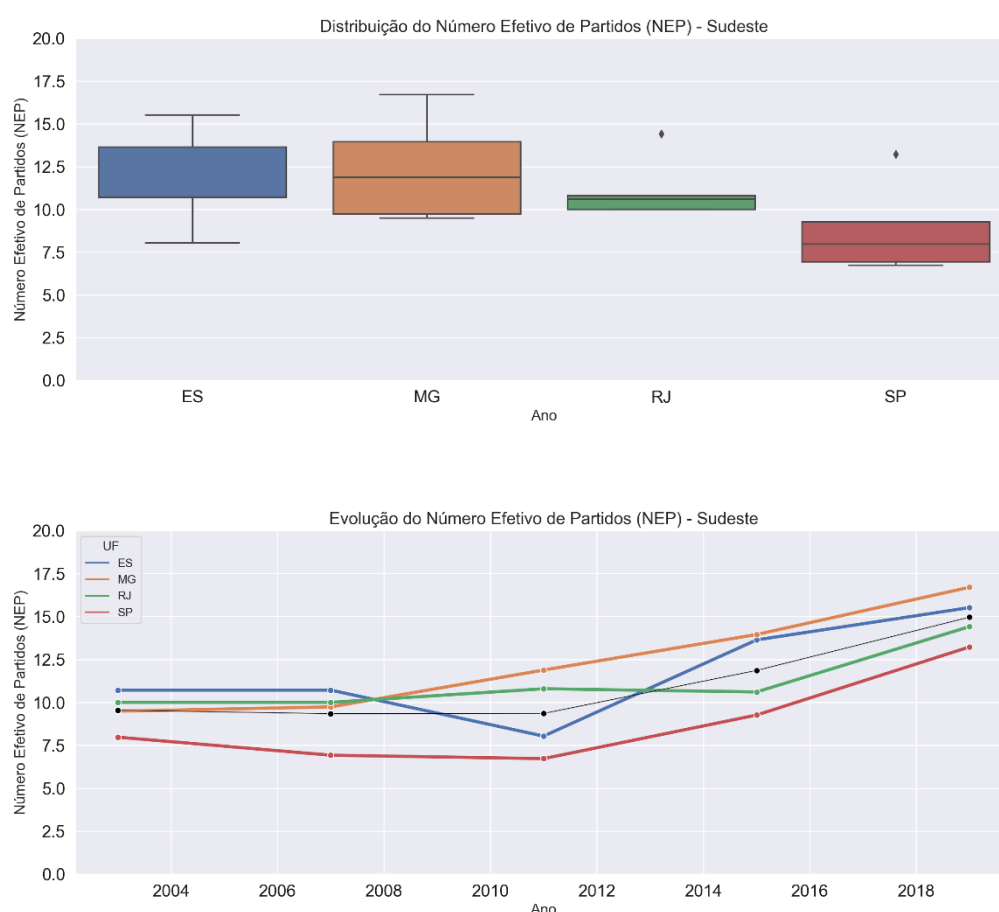 Distribuição do Número Efetivo de Partidos (NEP) - Sudeste
Número Efetivo de Partidos (NEP)
20.0
17.5
15.0
12.5
10.0
7.5
5.0
2.5
0.0
ES MG RJ SP
Ano
Evolução do Número Efetivo de Partidos (NEP) - Sudeste
Número Efetivo de Partidos (NEP)
20.0
17.5
15.0
12.5
10.0
7.5
5.0
2.5
0.0
UF
ES
MG
RJ
SP
2004 2006 2008 2010 2012 2014 2016 2018
Ano